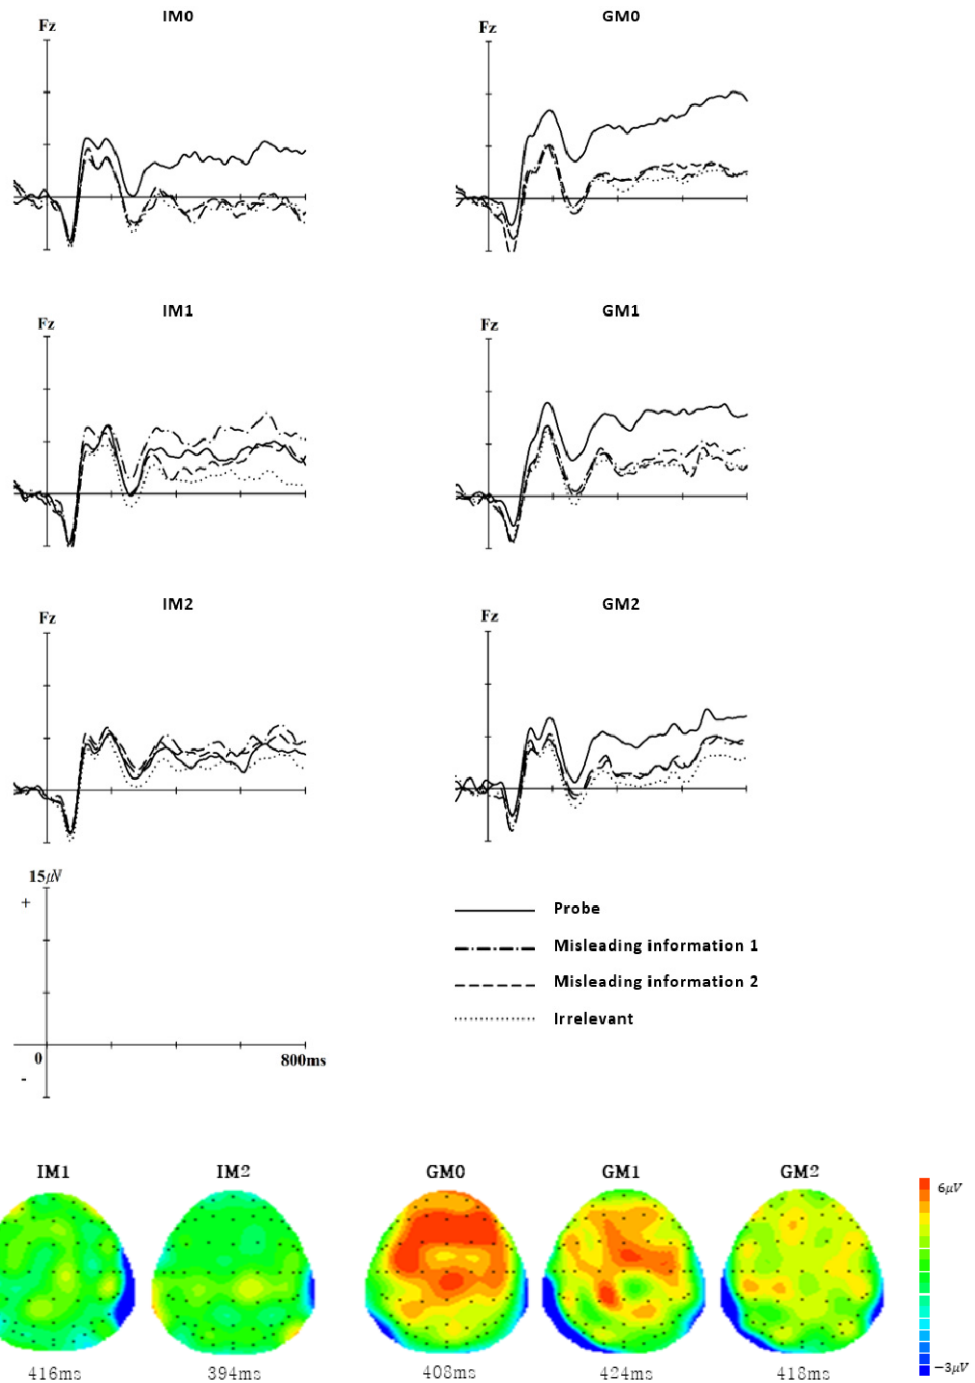 IM0
GM0
Fz
Fz
IM1
GM1
Fz
Fz
IM2
GM2
Fz
Fz
15μV
+
0
800ms
-
Probe
Misleading information 1
Misleading information 2
Irrelevant
IM1
IM2
GM0
GM1
GM2
6μV
−3μV
416ms
394ms
408ms
424ms
418ms